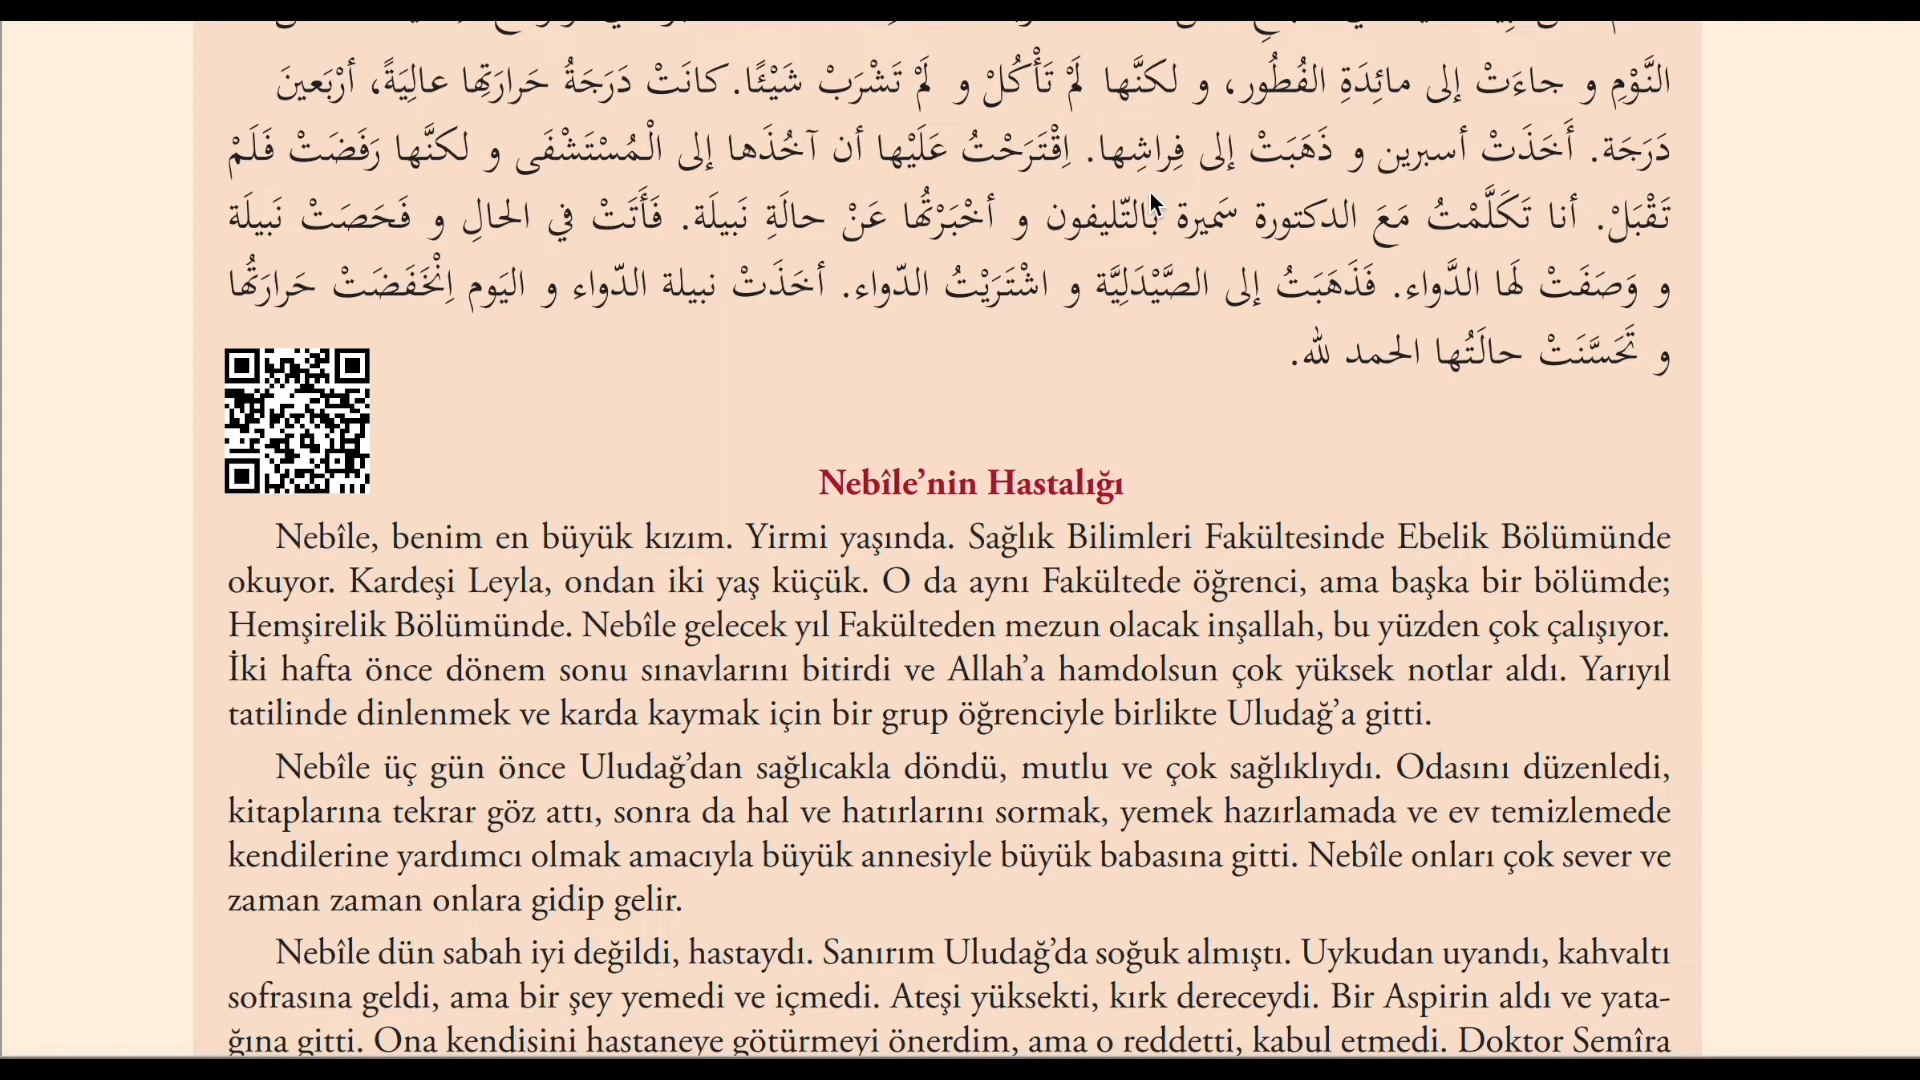 النَّوْمِ و جاءَتْ إلى مائِدَةِ الفُطُور، و لكنَّها لَمْ تَأْكُلْ و لَمْ تَشْرَبْ شَيْئًا. كانَتْ دَرَجَةُ حَرارَتِها عالِيَةً، أرْبَعينَ
دَرَجَة. أَخَذَتْ أسبرين و ذَهَبَتْ إلى فِراشِها. اِقْتَرَحْتُ عَلَيْها أن آخُذَها إلى الْمُسْتَشْفَى و لكنَّها رَفَضَتْ فَلَمْ
تَقْبَلْ. أنا تَكَلَّمْتُ مَعَ الدكتورة سَميرة بالتّليفون و أخْبَرْتُها عَنْ حالَةِ نَبيلَة. فَأَتَتْ في الحالِ و فَحَصَتْ نَبيلَة
و وَصَفَتْ لَها الدَّواء. فَذَهَبَتُ إلى الصَّيْدَلِيَّة و اشْتَرَيْتُ الدّواء. أخَذَتْ نبيلة الدّواء و اليَوم اِنْخَفَضَتْ حَرارَتُها
و تَحَسَّنَتْ حالَتُها الحمد لله.
Nebîle’nin Hastalığı
Nebîle, benim en büyük kızım. Yirmi yaşında. Sağlık Bilimleri Fakültesinde Ebelik Bölümünde
okuyor. Kardeşi Leyla, ondan iki yaş küçük. O da aynı Fakültede öğrenci, ama başka bir bölümde;
Hemşirelik Bölümünde. Nebîle gelecek yıl Fakülteden mezun olacak inşallah, bu yüzden çok çalışıyor.
İki hafta önce dönem sonu sınavlarını bitirdi ve Allah’a hamdolsun çok yüksek notlar aldı. Yarıyıl
tatilinde dinlenmek ve karda kaymak için bir grup öğrenciyle birlikte Uludağ’a gitti.
Nebîle üç gün önce Uludağ’dan sağlıcakla döndü, mutlu ve çok sağlıklıydı. Odasını düzenledi,
kitaplarına tekrar göz attı, sonra da hal ve hatırlarını sormak, yemek hazırlamada ve ev temizlemede
kendilerine yardımcı olmak amacıyla büyük annesiyle büyük babasına gitti. Nebîle onları çok sever ve
zaman zaman onlara gidip gelir.
Nebîle dün sabah iyi değildi, hastaydı. Sanırım Uludağ’da soğuk almıştı. Uykudan uyandı, kahvaltı
sofrasına geldi, ama bir şey yemedi ve içmedi. Ateşi yüksekti, kırk dereceydi. Bir Aspirin aldı ve yata-
ğına gitti. Ona kendisini hastaneye götürmeyi önerdim, ama o reddetti, kabul etmedi. Doktor Semîra